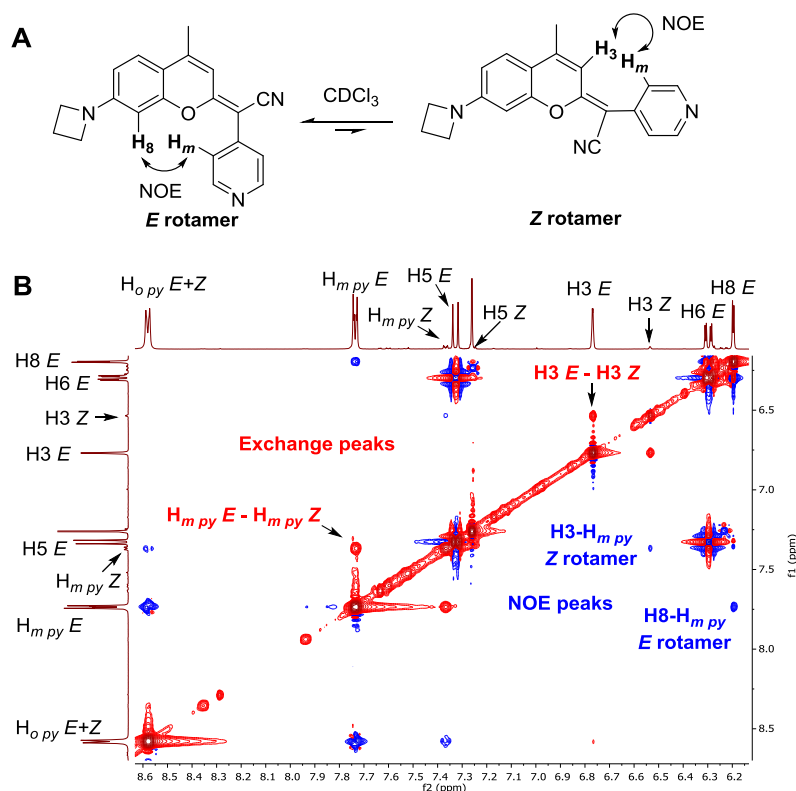 A
NOE
H3
Hm
N
O
CN
H8 Hm
NOE
N
E rotamer
CDCl3
N
O
N
NC
Z rotamer
B
Ho py E+Z
Hm py E
Hm py Z
H5 E
H5 Z
H3 E
H3 Z
H6 E
H8 E
H8 E
H6 E
H3 Z
H3 E
H5 E
Hm py Z
Hm py E
Ho py E+Z
H3 E - H3 Z
Exchange peaks
Hm py E - Hm py Z
H3-Hm py
Z rotamer
NOE peaks
H8-Hm py
E rotamer
6.5
7.0
7.5
8.0
8.5
f1 (ppm)
8.6 8.5 8.4 8.3 8.2 8.1 8.0 7.9 7.8 7.7 7.6 7.5 7.4 7.3 7.2 7.1 7.0 6.9 6.8 6.7 6.6 6.5 6.4 6.3 6.2
f2 (ppm)